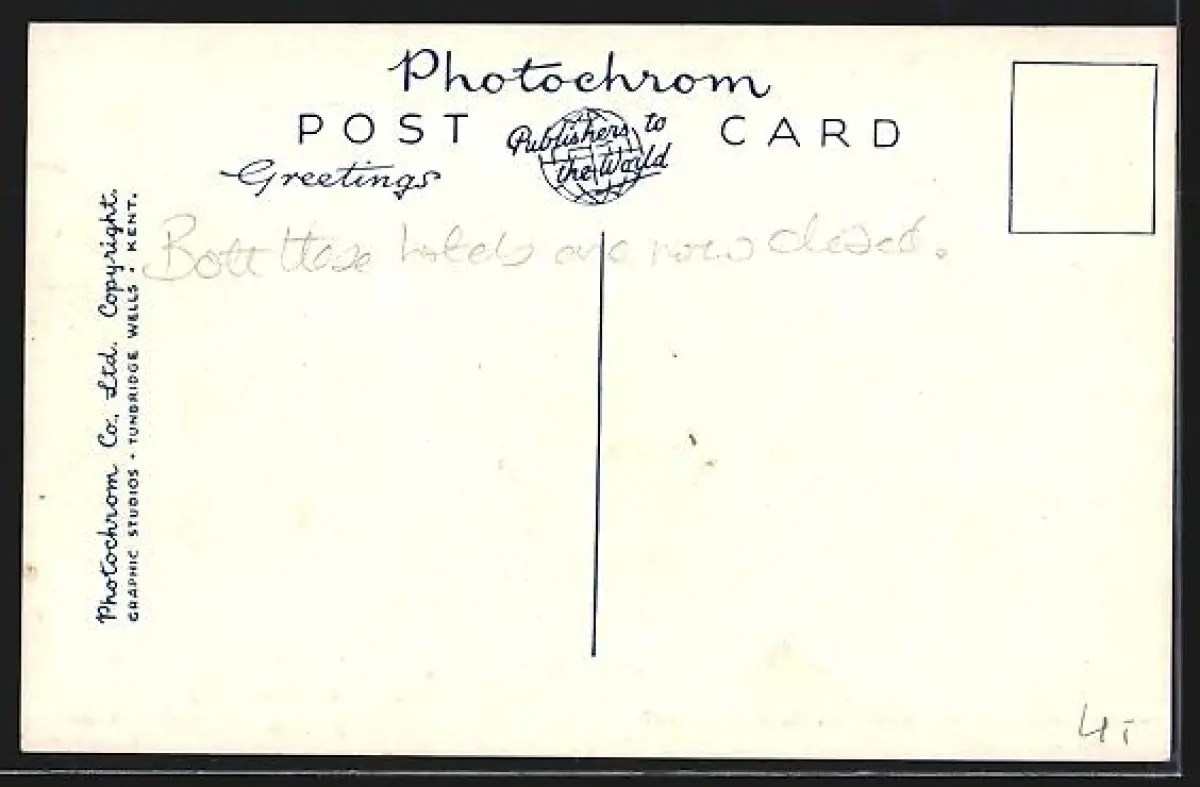 Photochrom
POST CARD
Publishers to
the World
Greetings
Both these hotels are now closed.
Photochrom Co., Ltd. Copyright.
GRAPHIC STUDIOS · TUNBRIDGE WELLS · KENT.